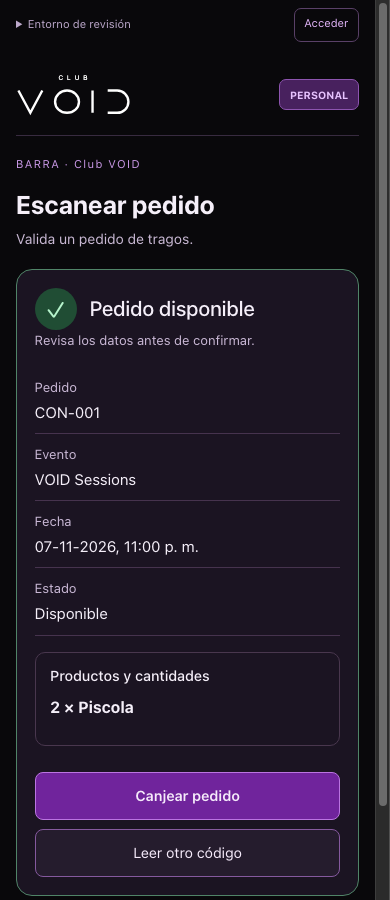 Entorno de revisión
Acceder
CLUB
VOID
PERSONAL
BARRA · Club VOID
Escanear pedido
Valida un pedido de tragos.
Pedido disponible
Revisa los datos antes de confirmar.
Pedido
CON-001
Evento
VOID Sessions
Fecha
07-11-2026, 11:00 p. m.
Estado
Disponible
Productos y cantidades
2 × Piscola
Canjear pedido
Leer otro código